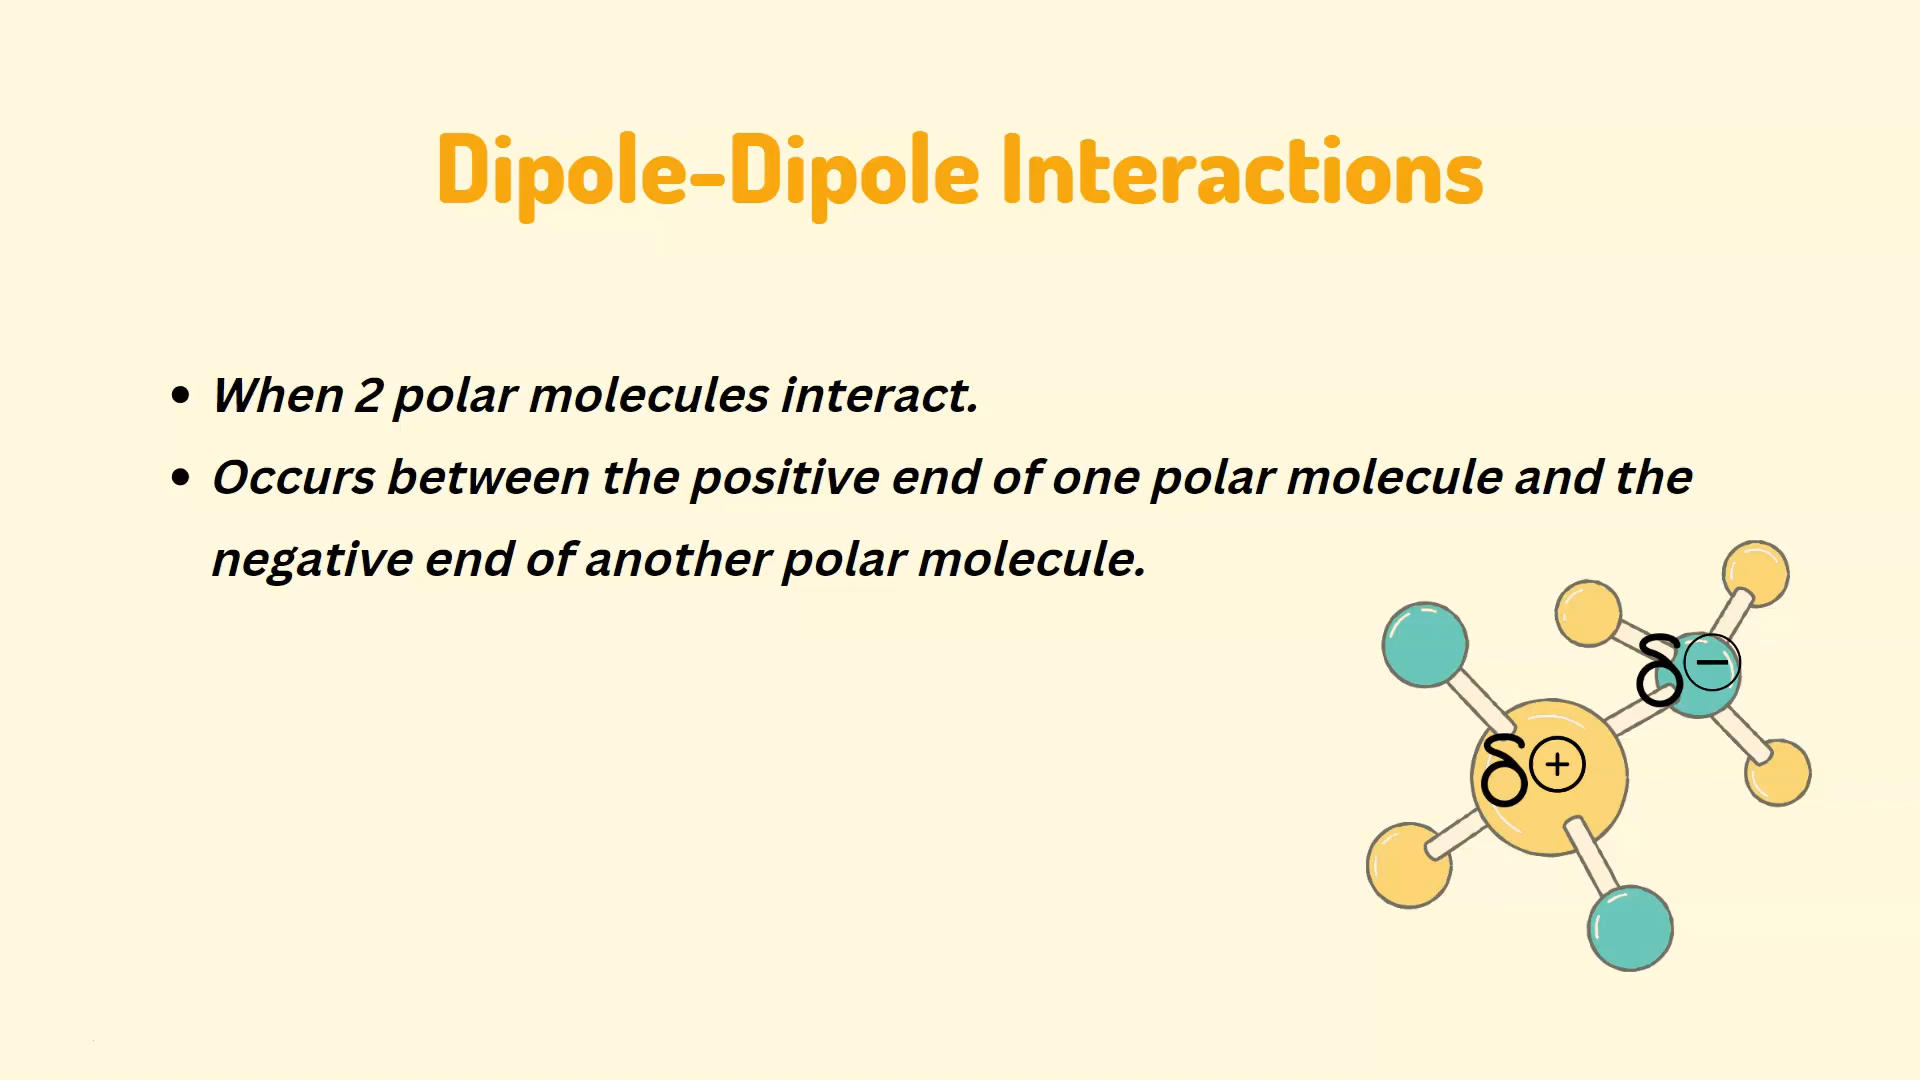 Dipole-Dipole Interactions
• When 2 polar molecules interact.
• Occurs between the positive end of one polar molecule and the
negative end of another polar molecule.
δ⊖
δ⊕